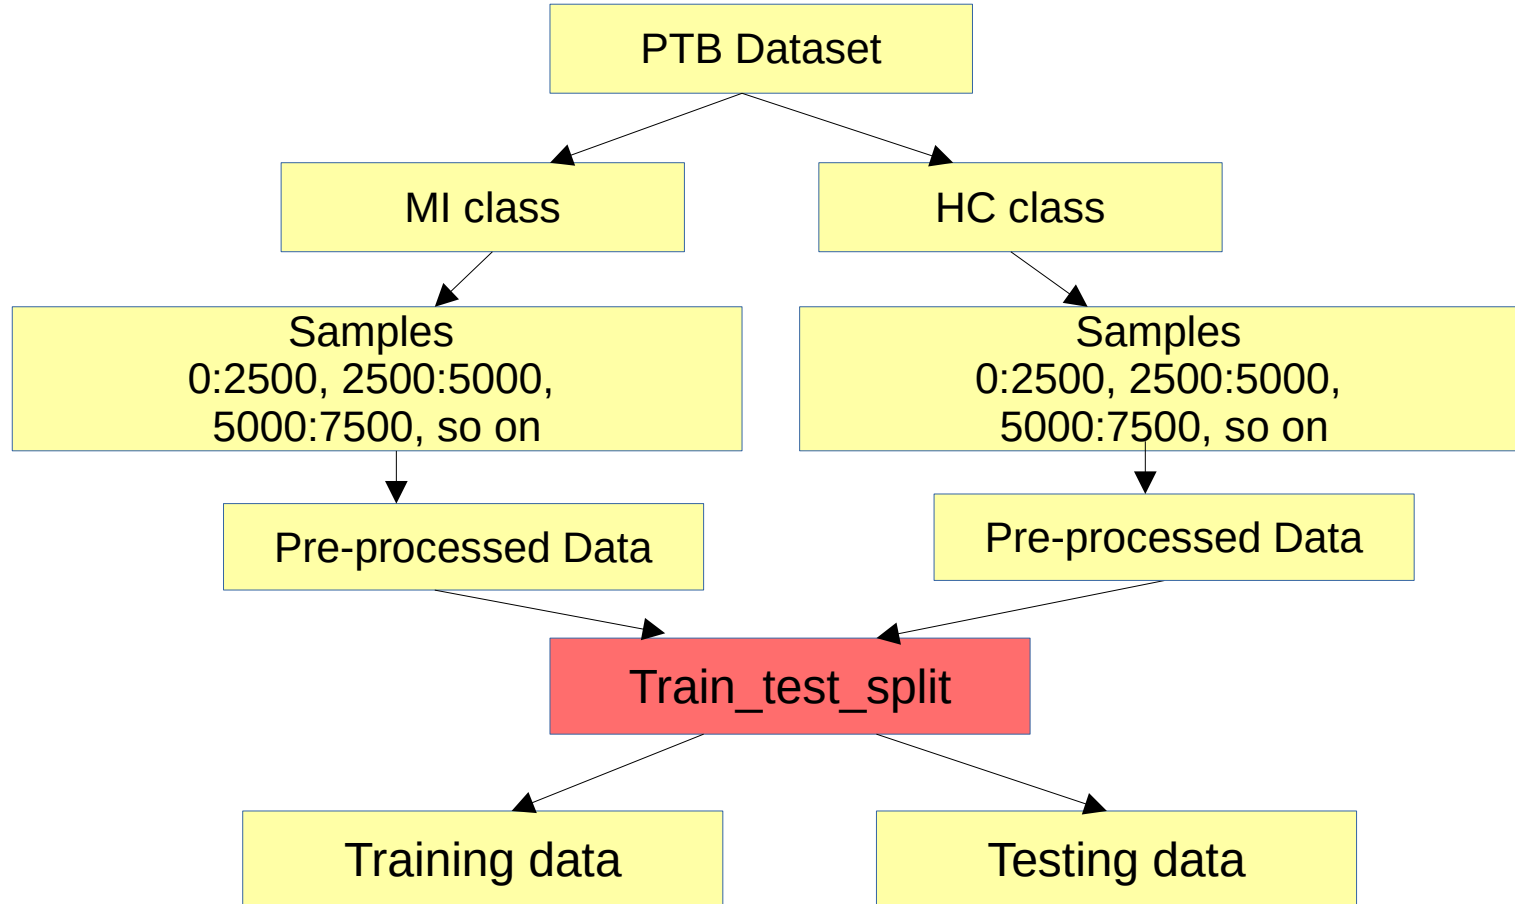 PTB Dataset
MI class
HC class
Samples
0:2500, 2500:5000,
5000:7500, so on
Samples
0:2500, 2500:5000,
5000:7500, so on
Pre-processed Data
Pre-processed Data
Train_test_split
Training data
Testing data